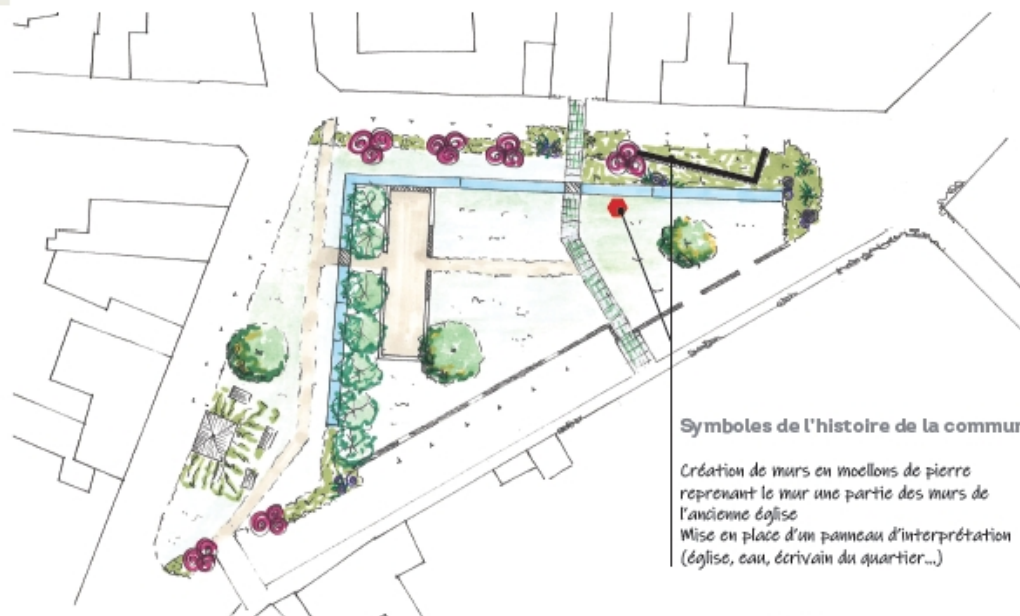 Symboles de l'histoire de la commun
Création de murs en moellons de pierre
reprenant le mur une partie des murs de
l'ancienne église
Mise en place d'un panneau d'interprétation
(église, eau, écrivain du quartier...)